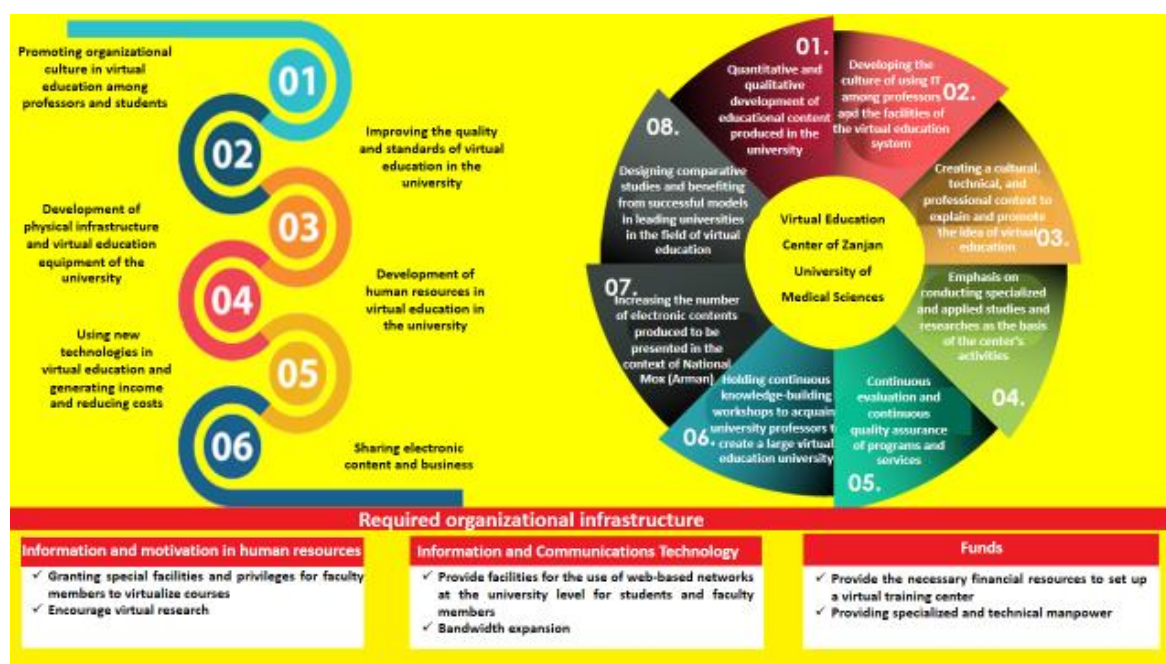 Promoting organizational
culture in virtual
education among
professors and students
01
02
Improving the quality
and standards of virtual
education in the
university
Development of
physical infrastructure
and virtual education
equipment of the
university
03
04
Development of
human resources in
virtual education in
the university
Using new
technologies in
virtual education and
generating income
and reducing costs
05
06
Sharing electronic
content and business
01.
Quantitative and
qualitative
development of
educational content
produced in the
university
Developing the
culture of using IT
among professors
and the facilities of
the virtual education
system
02.
Creating a cultural,
technical, and
professional context to
explain and promote
the idea of virtual
education
03.
Emphasis on
conducting specialized
and applied studies and
researches as the basis
of the center's
activities
04.
Continuous
evaluation and
continuous
quality assurance
of programs and
services
05.
Holding continuous
knowledge-building
workshops to acquain
university professors t
create a large virtual
education university
06.
07.
Increasing the number
of electronic contents
produced to be
presented in the
context of National
Mox (Arman)
08.
Designing comparative
studies and benefiting
from successful models
in leading universities
in the field of virtual
education
Virtual Education
Center of Zanjan
University of
Medical Sciences
Required organizational infrastructure
Information and motivation in human resources
✓ Granting special facilities and privileges for faculty
members to virtualize courses
✓ Encourage virtual research
Information and Communications Technology
✓ Provide facilities for the use of web-based networks
at the university level for students and faculty
members
✓ Bandwidth expansion
Funds
✓ Provide the necessary financial resources to set up
a virtual training center
✓ Providing specialized and technical manpower